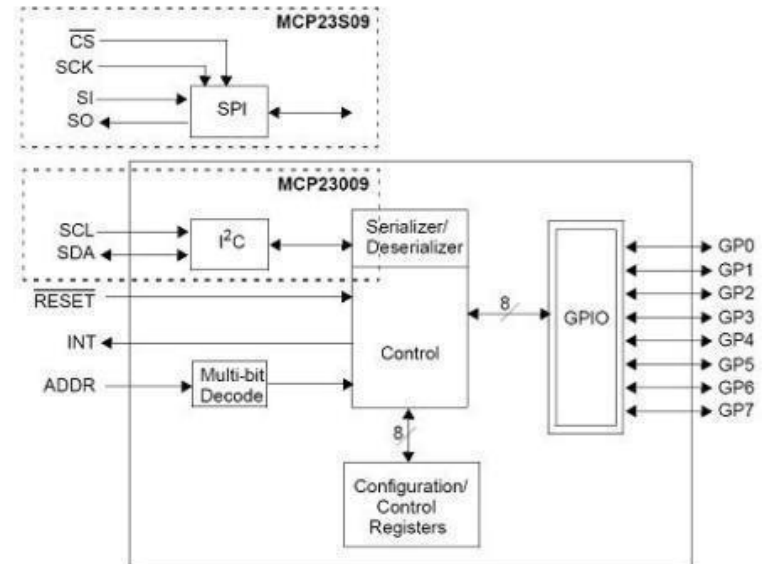 MCP23S09
CS
SCK
SI
SO
SPI
MCP23009
SCL
SDA
I²C
Serializer/
Deserializer
RESET
INT
ADDR
Multi-bit
Decode
Control
8
GPIO
GP0
GP1
GP2
GP3
GP4
GP5
GP6
GP7
8
Configuration/
Control
Registers